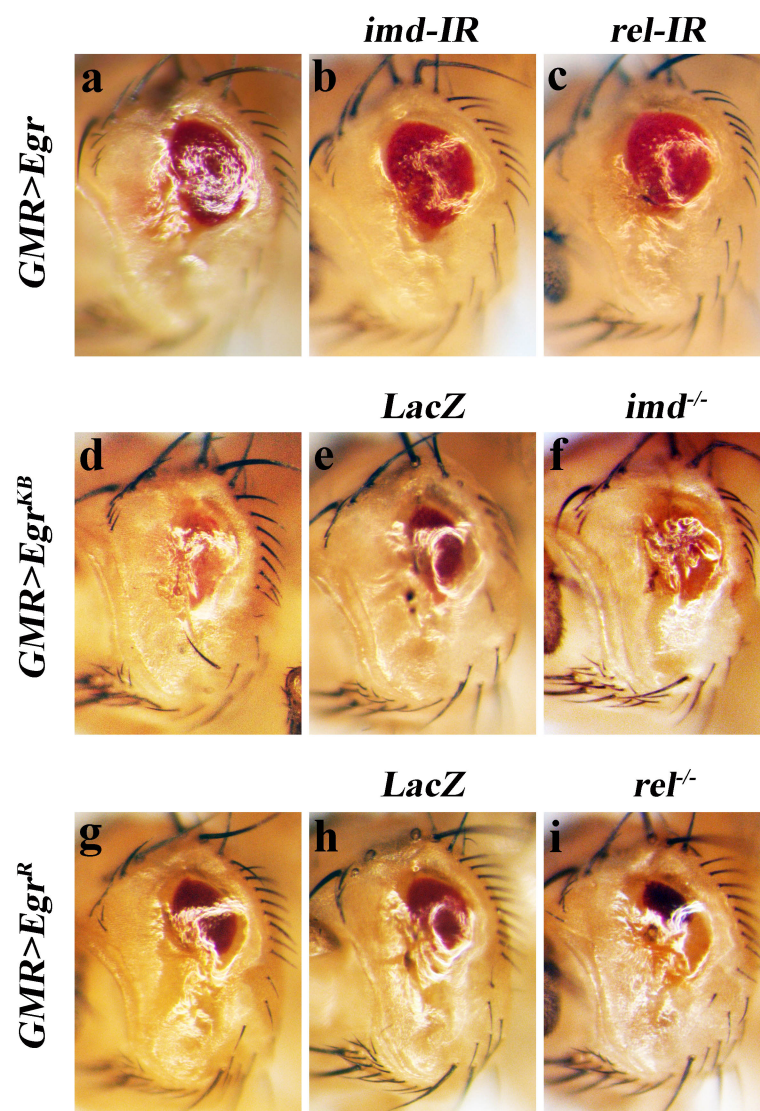 imd-IR rel-IR
a b c
GMR>Egr
LacZ imd-/-
d e f
GMR>EgrKB
LacZ rel-/-
g h i
GMR>EgrR